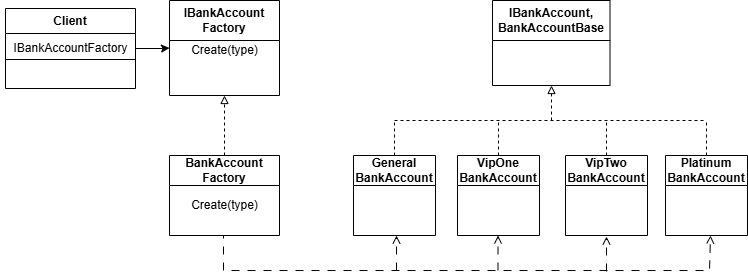 Client
IBankAccountFactory
IBankAccount
Factory
Create(type)
IBankAccount,
BankAccountBase
BankAccount
Factory
Create(type)
General
BankAccount
VipOne
BankAccount
VipTwo
BankAccount
Platinum
BankAccount